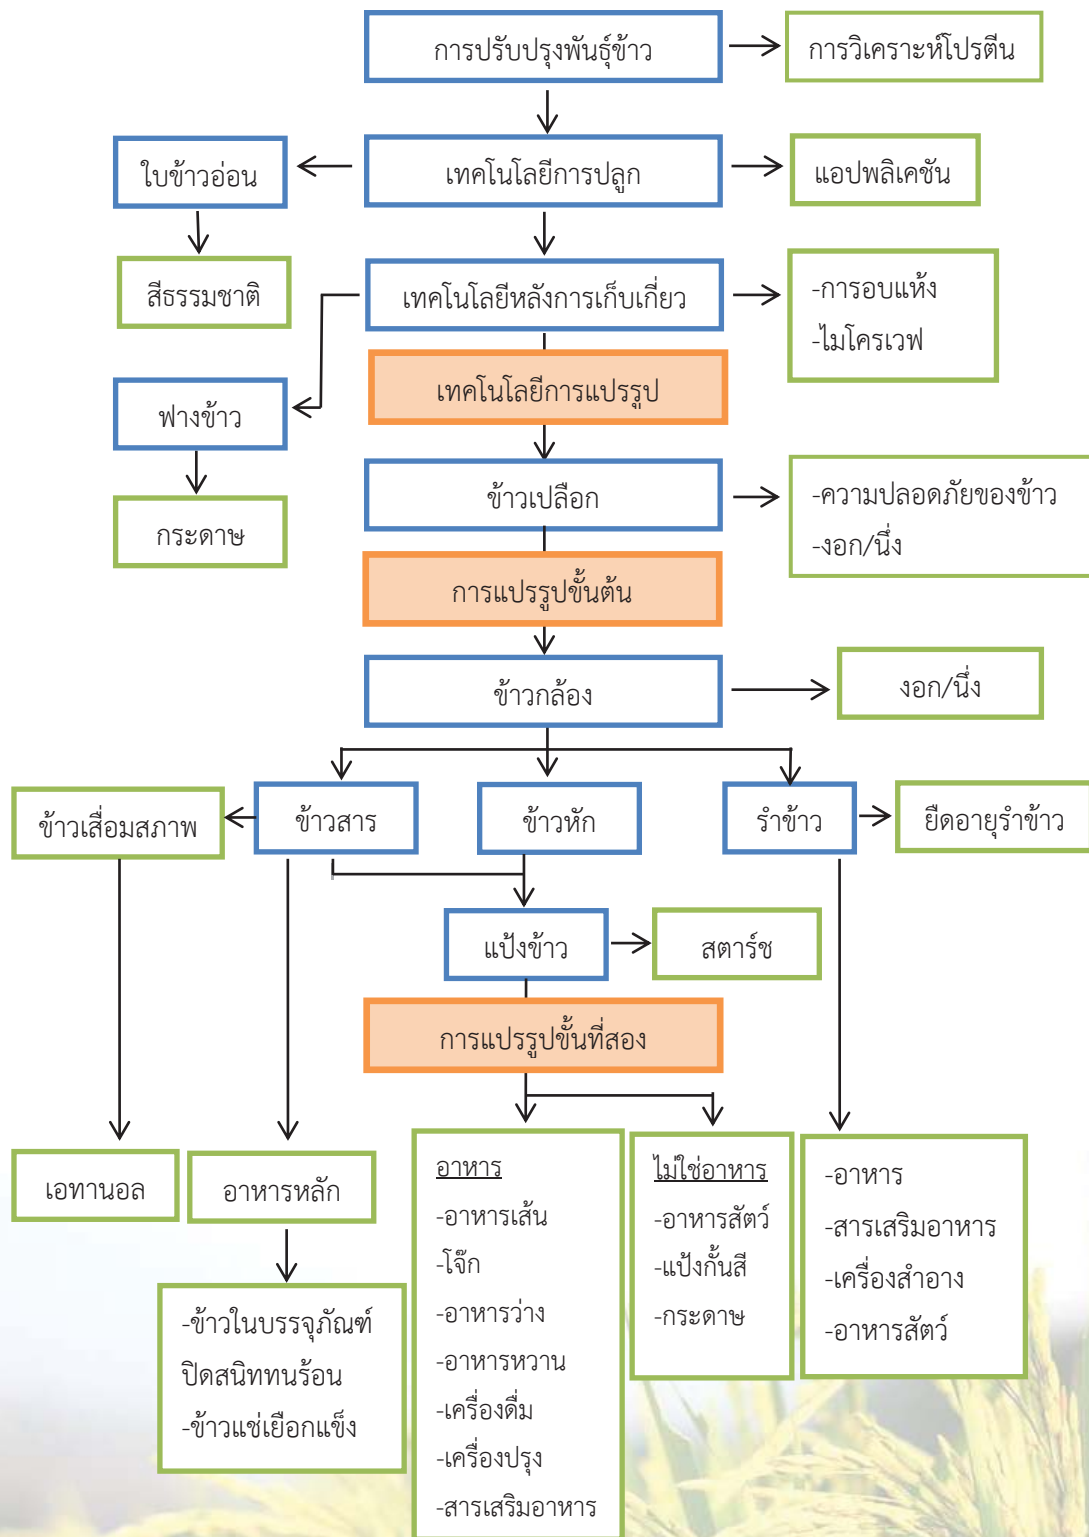 การปรับปรุงพันธุ์ข้าว
การวิเคราะห์โปรตีน
ใบข้าวอ่อน
เทคโนโลยีการปลูก
แอปพลิเคชัน
สีธรรมชาติ
เทคโนโลยีหลังการเก็บเกี่ยว
-การอบแห้ง
-ไมโครเวฟ
เทคโนโลยีการแปรรูป
ฟางข้าว
กระดาษ
ข้าวเปลือก
-ความปลอดภัยของข้าว
-งอก/นึ่ง
การแปรรูปขั้นต้น
ข้าวกล้อง
งอก/นึ่ง
ข้าวเสื่อมสภาพ
ข้าวสาร
ข้าวหัก
รำข้าว
ยืดอายุรำข้าว
แป้งข้าว
สตาร์ช
การแปรรูปขั้นที่สอง
เอทานอล
อาหารหลัก
-ข้าวในบรรจุภัณฑ์
ปิดสนิททนร้อน
-ข้าวแช่เยือกแข็ง
อาหาร
-อาหารเส้น
-โจ๊ก
-อาหารว่าง
-อาหารหวาน
-เครื่องดื่ม
-เครื่องปรุง
-สารเสริมอาหาร
ไม่ใช่อาหาร
-อาหารสัตว์
-แป้งกั้นสี
-กระดาษ
-อาหาร
-สารเสริมอาหาร
-เครื่องสำอาง
-อาหารสัตว์